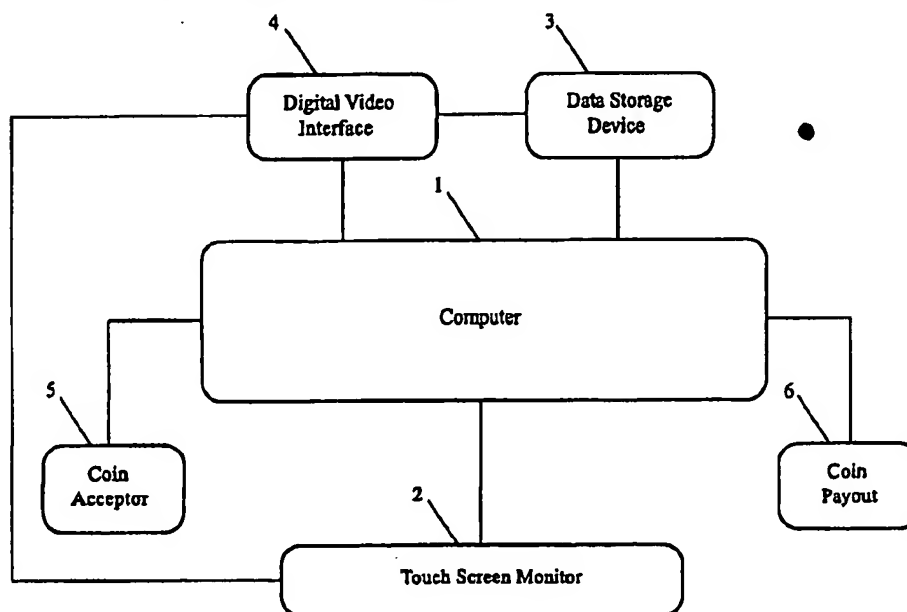 4
3
Digital Video
Interface
Data Storage
Device
1
Computer
5
6
Coin
Acceptor
Coin
Payout
2
Touch Screen Monitor